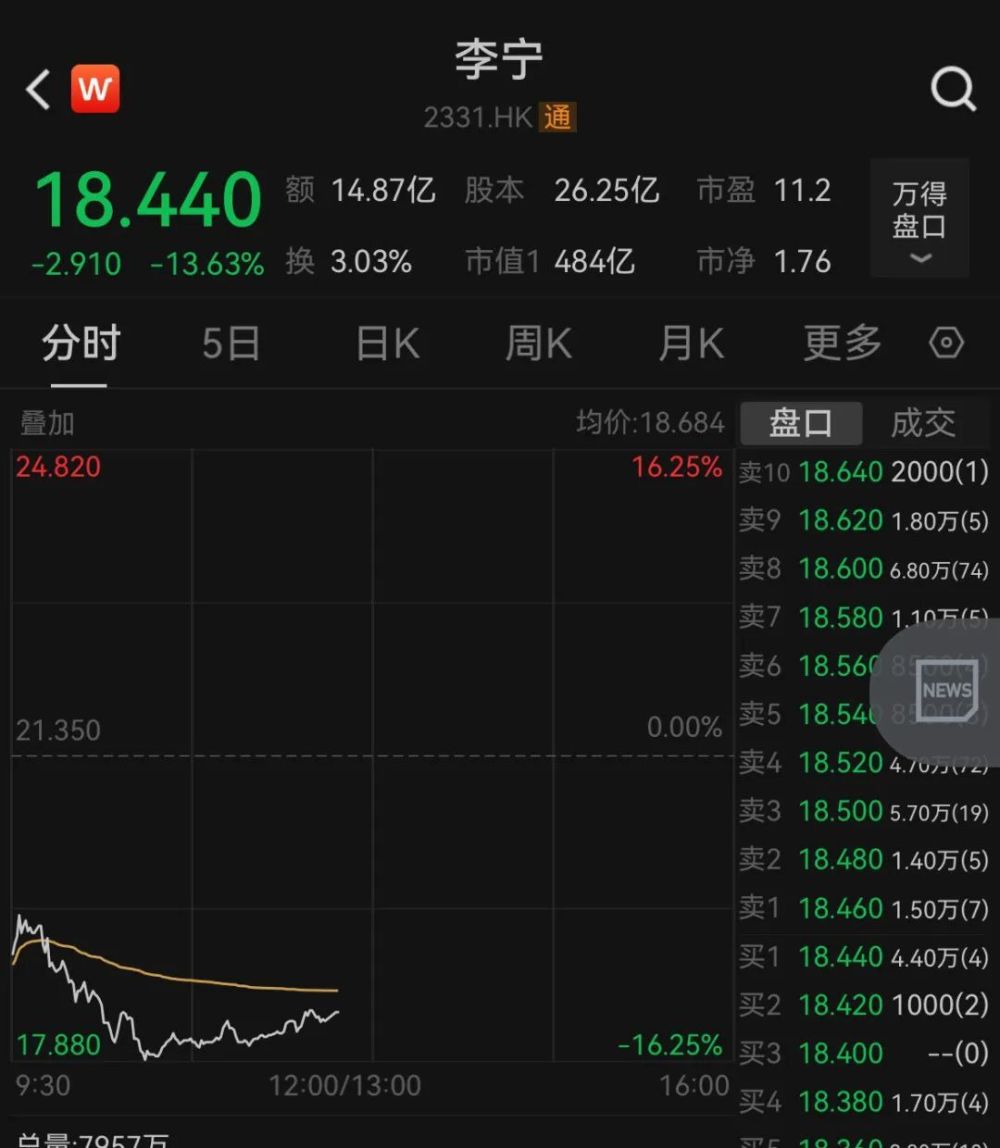 李宁
W
2331.HK 通
18.440
-2.910 -13.63%
额 14.87亿 股本 26.25亿 市盈 11.2
换 3.03% 市值1 484亿 市净 1.76
万得
盘口
分时 5日 日K 周K 月K 更多
叠加 均价:18.684
盘口 成交
24.820 16.25%
21.350 0.00%
17.880 -16.25%
9:30 12:00/13:00 16:00
卖10 18.640 2000(1)
卖9 18.620 1.80万(5)
卖8 18.600 6.80万(74)
卖7 18.580 1.10万(5)
卖6 18.560
NEWS
卖5 18.540
卖4 18.520 4.70万(72)
卖3 18.500 5.70万(19)
卖2 18.480 1.40万(5)
卖1 18.460 1.50万(7)
买1 18.440 4.40万(4)
买2 18.420 1000(2)
买3 18.400 --(0)
买4 18.380 1.70万(4)
买5 18.360
总量:7957万